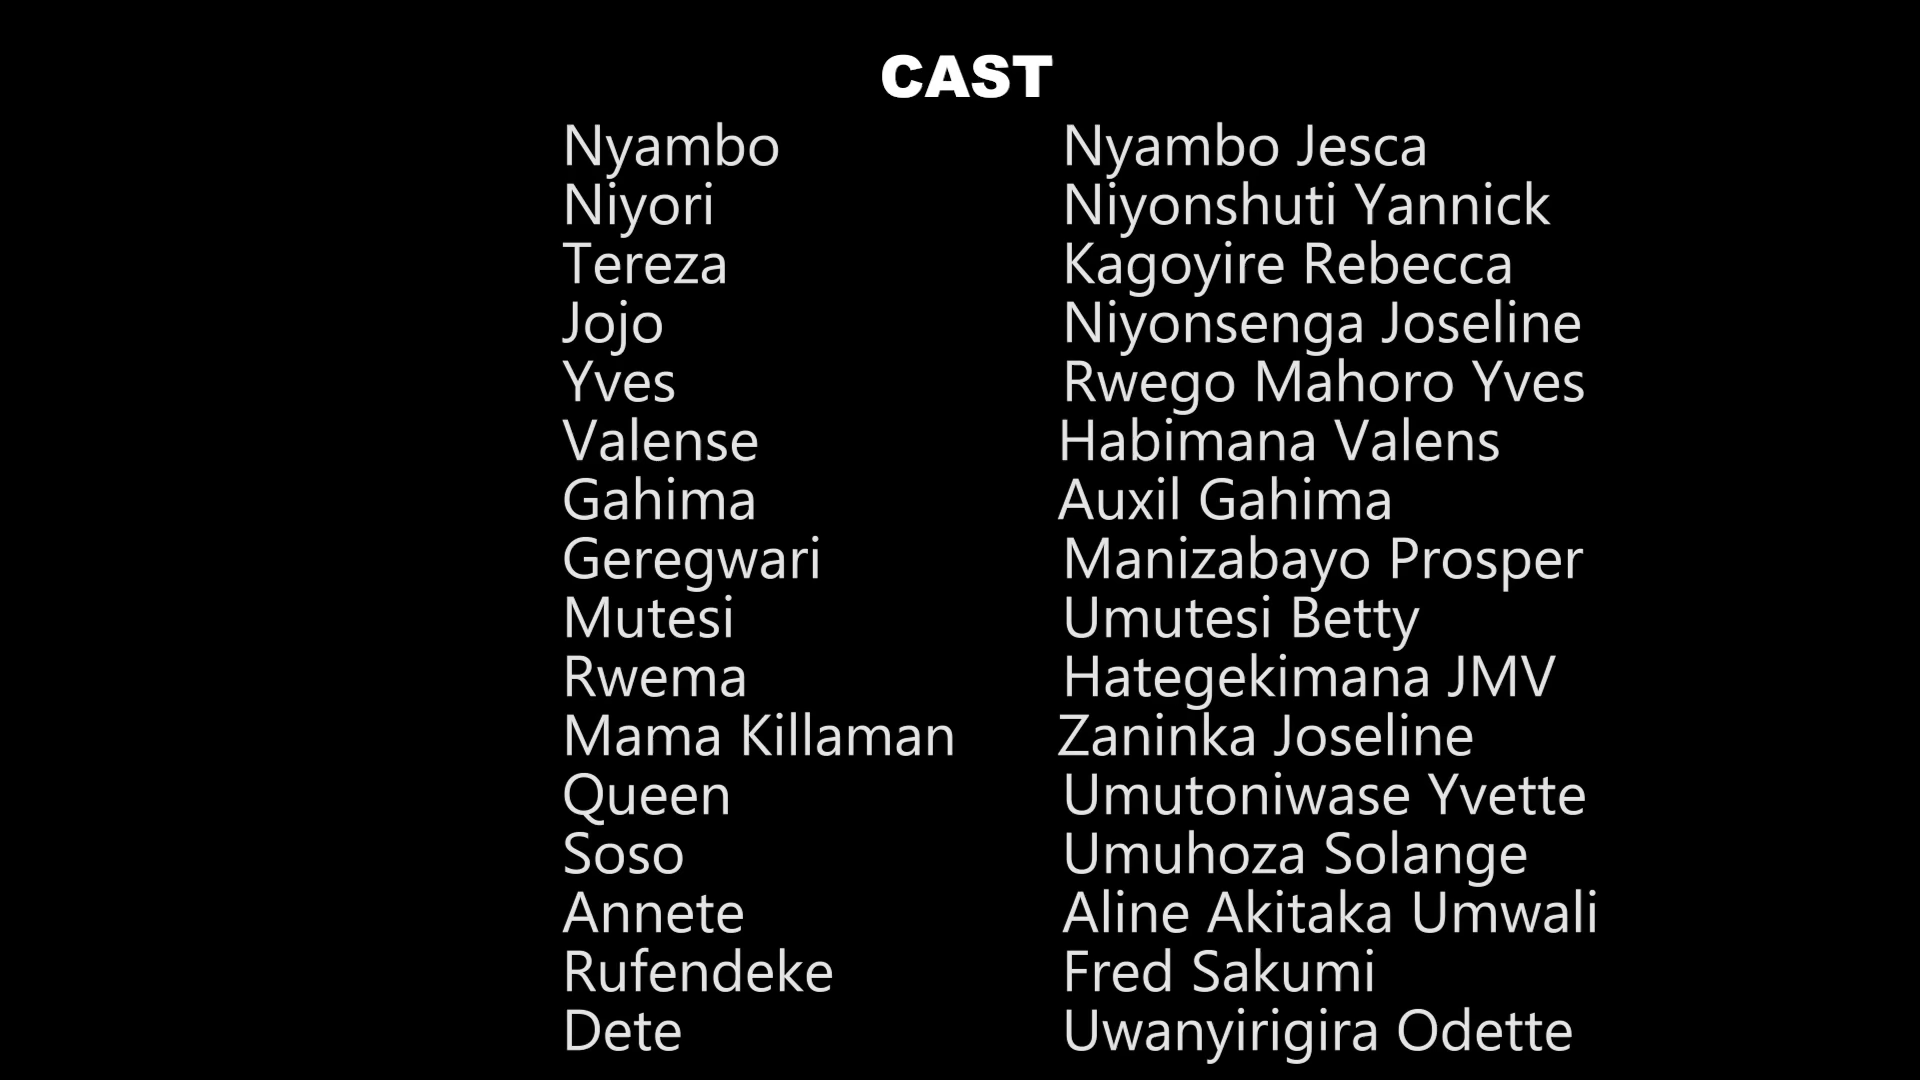 CAST
Nyambo Nyambo Jesca
Niyori Niyonshuti Yannick
Tereza Kagoyire Rebecca
Jojo Niyonsenga Joseline
Yves Rwego Mahoro Yves
Valense Habimana Valens
Gahima Auxil Gahima
Geregwari Manizabayo Prosper
Mutesi Umutesi Betty
Rwema Hategekimana JMV
Mama Killaman Zaninka Joseline
Queen Umutoniwase Yvette
Soso Umuhoza Solange
Annete Aline Akitaka Umwali
Rufendeke Fred Sakumi
Dete Uwanyirigira Odette